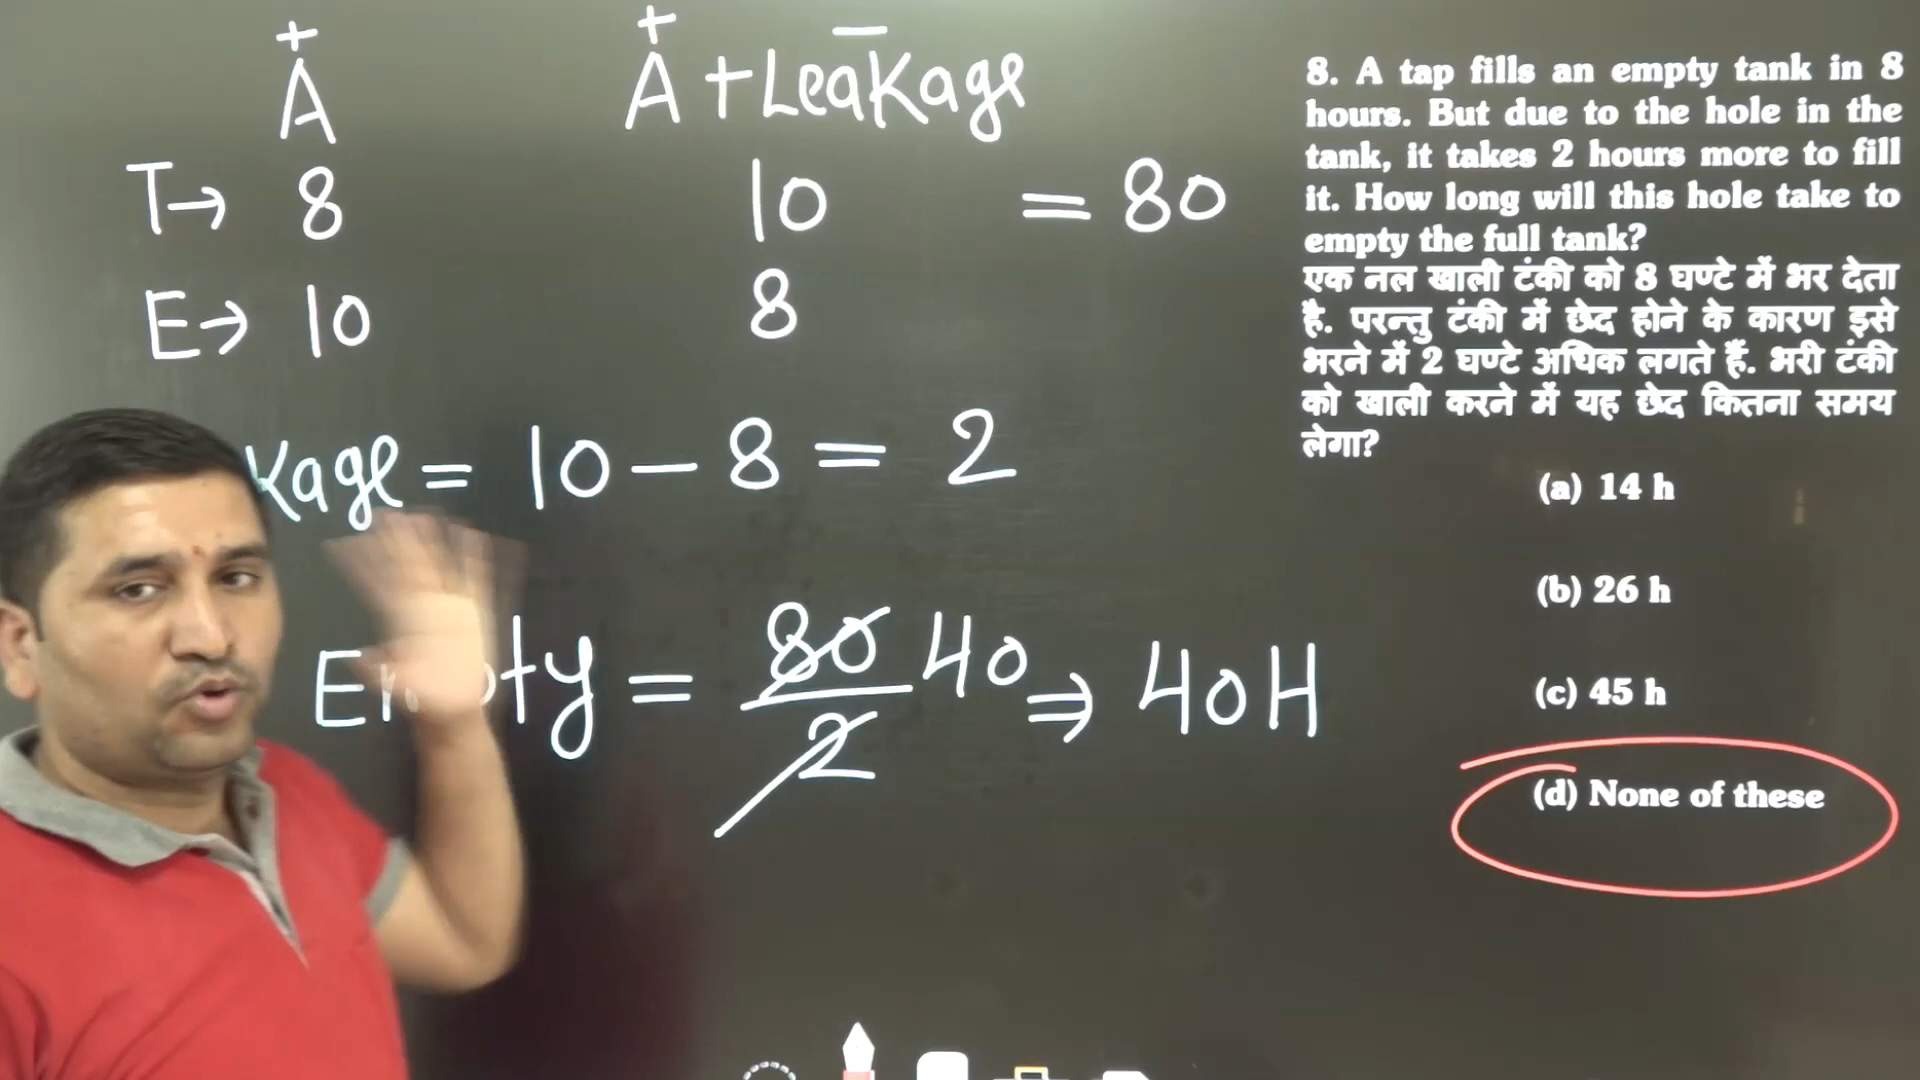 +
A
+ −
A + Leakage
T→ 8 10 = 80
E→ 10 8
kage = 10 − 8 = 2
Empty = 80/2 40 ⇒ 40H
8. A tap fills an empty tank in 8
hours. But due to the hole in the
tank, it takes 2 hours more to fill
it. How long will this hole take to
empty the full tank?
एक नल खाली टंकी को 8 घण्टे में भर देता
है. परन्तु टंकी में छेद होने के कारण इसे
भरने में 2 घण्टे अधिक लगते हैं. भरी टंकी
को खाली करने में यह छेद कितना समय
लेगा?
(a) 14 h
(b) 26 h
(c) 45 h
(d) None of these